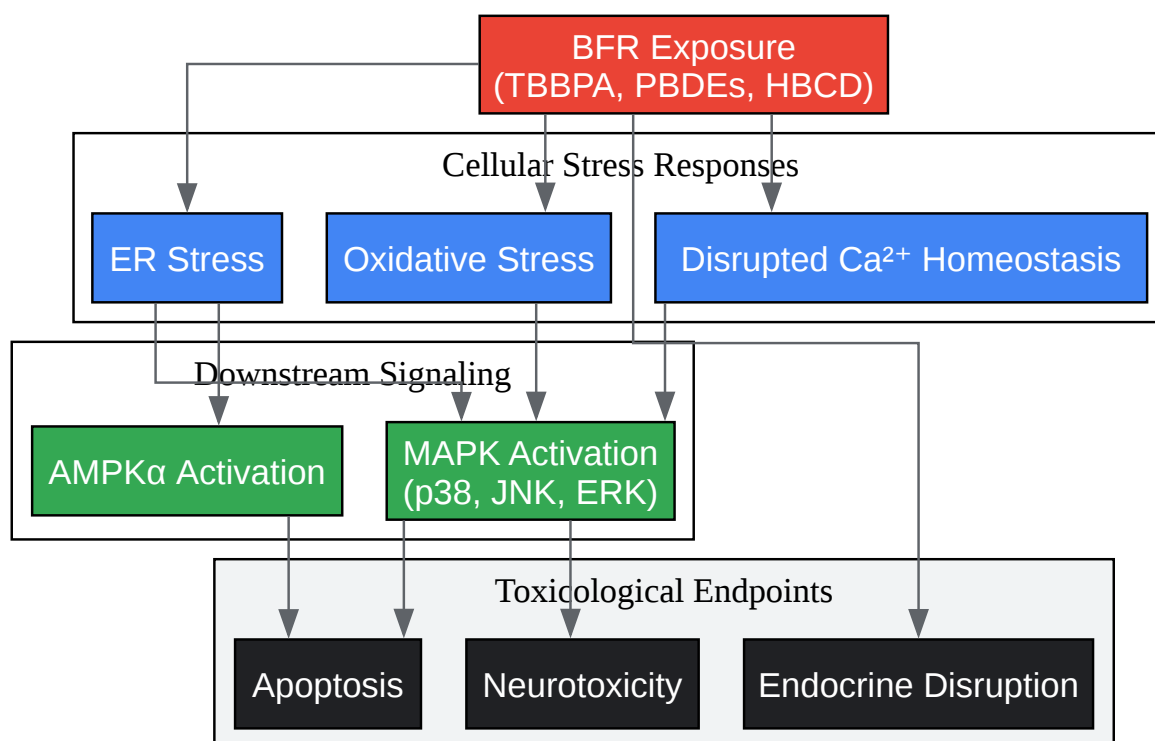 BFR Exposure
(TBBPA, PBDEs, HBCD)
Cellular Stress Responses
ER Stress
Oxidative Stress
Disrupted Ca²⁺ Homeostasis
Downstream Signaling
AMPKα Activation
MAPK Activation
(p38, JNK, ERK)
Toxicological Endpoints
Apoptosis
Neurotoxicity
Endocrine Disruption